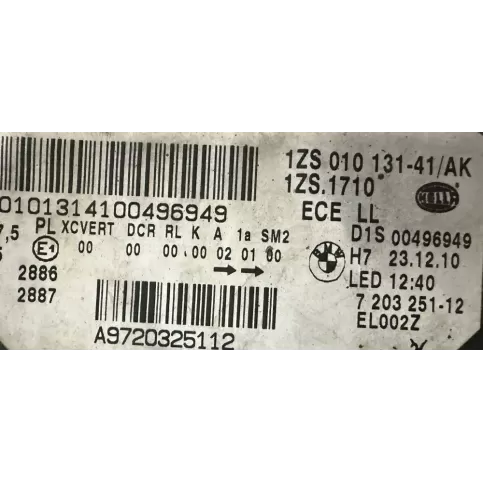 1ZS 010 131-41/AK
0101314100496949
1ZS.1710
HELLA
ECE LL
7,5 PL XCVERT DCR RL K A 1a SM2
D1S 00496949
E1 00 00 00 00 02 01 00
BMW
H7 23.12.10
2886
LED 12:40
2887
7 203 251-12
EL002Z
A9720325112